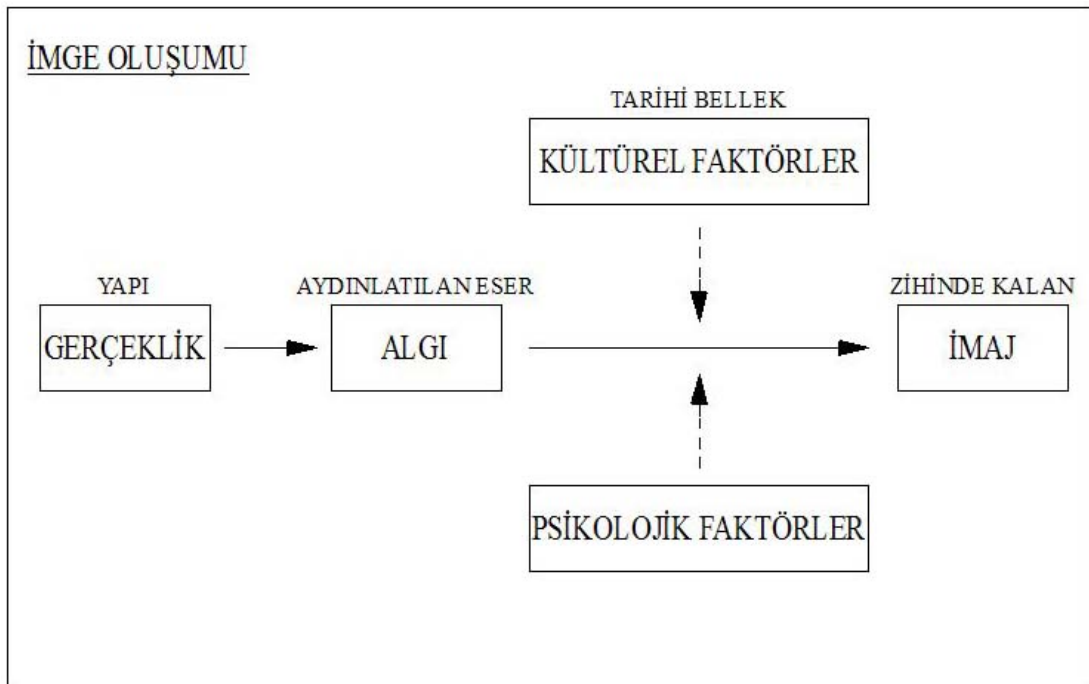 İMGE OLUŞUMU
TARİHİ BELLEK
KÜLTÜREL FAKTÖRLER
YAPI
GERÇEKLİK
AYDINLATILAN ESER
ALGI
ZİHİNDE KALAN
İMAJ
PSİKOLOJİK FAKTÖRLER